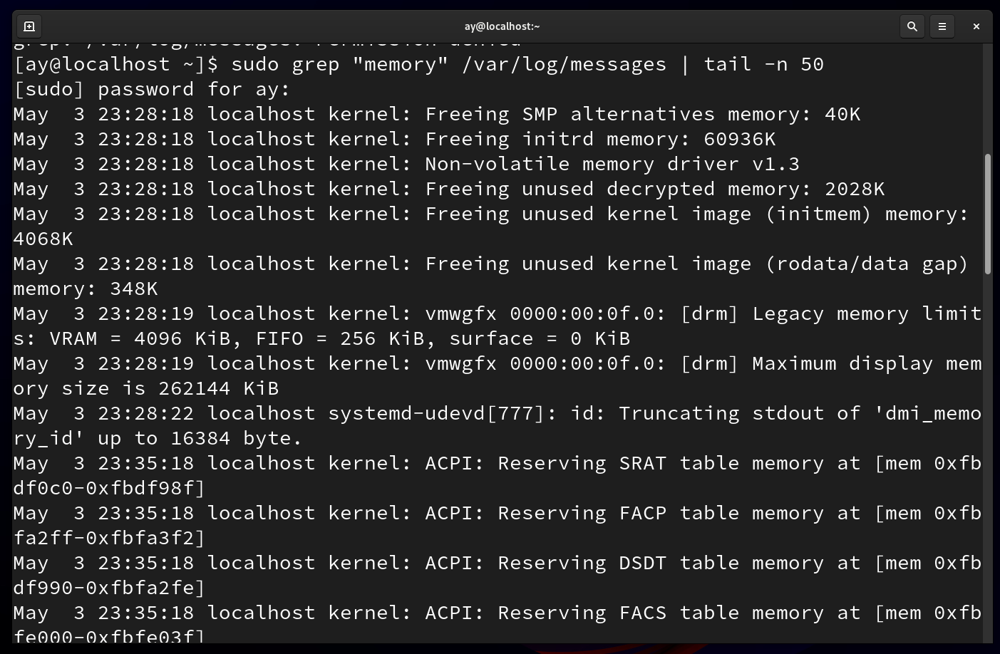 ay@localhost:~
grep: /var/log/messages: Permission denied
[ay@localhost ~]$ sudo grep "memory" /var/log/messages | tail -n 50
[sudo] password for ay:
May  3 23:28:18 localhost kernel: Freeing SMP alternatives memory: 40K
May  3 23:28:18 localhost kernel: Freeing initrd memory: 60936K
May  3 23:28:18 localhost kernel: Non-volatile memory driver v1.3
May  3 23:28:18 localhost kernel: Freeing unused decrypted memory: 2028K
May  3 23:28:18 localhost kernel: Freeing unused kernel image (initmem) memory:
4068K
May  3 23:28:18 localhost kernel: Freeing unused kernel image (rodata/data gap)
memory: 348K
May  3 23:28:19 localhost kernel: vmwgfx 0000:00:0f.0: [drm] Legacy memory limit
s: VRAM = 4096 KiB, FIFO = 256 KiB, surface = 0 KiB
May  3 23:28:19 localhost kernel: vmwgfx 0000:00:0f.0: [drm] Maximum display mem
ory size is 262144 KiB
May  3 23:28:22 localhost systemd-udevd[777]: id: Truncating stdout of 'dmi_memo
ry_id' up to 16384 byte.
May  3 23:35:18 localhost kernel: ACPI: Reserving SRAT table memory at [mem 0xfb
df0c0-0xfbdf98f]
May  3 23:35:18 localhost kernel: ACPI: Reserving FACP table memory at [mem 0xfb
fa2ff-0xfbfa3f2]
May  3 23:35:18 localhost kernel: ACPI: Reserving DSDT table memory at [mem 0xfb
df990-0xfbfa2fe]
May  3 23:35:18 localhost kernel: ACPI: Reserving FACS table memory at [mem 0xfb
fe000-0xfbfe03f]